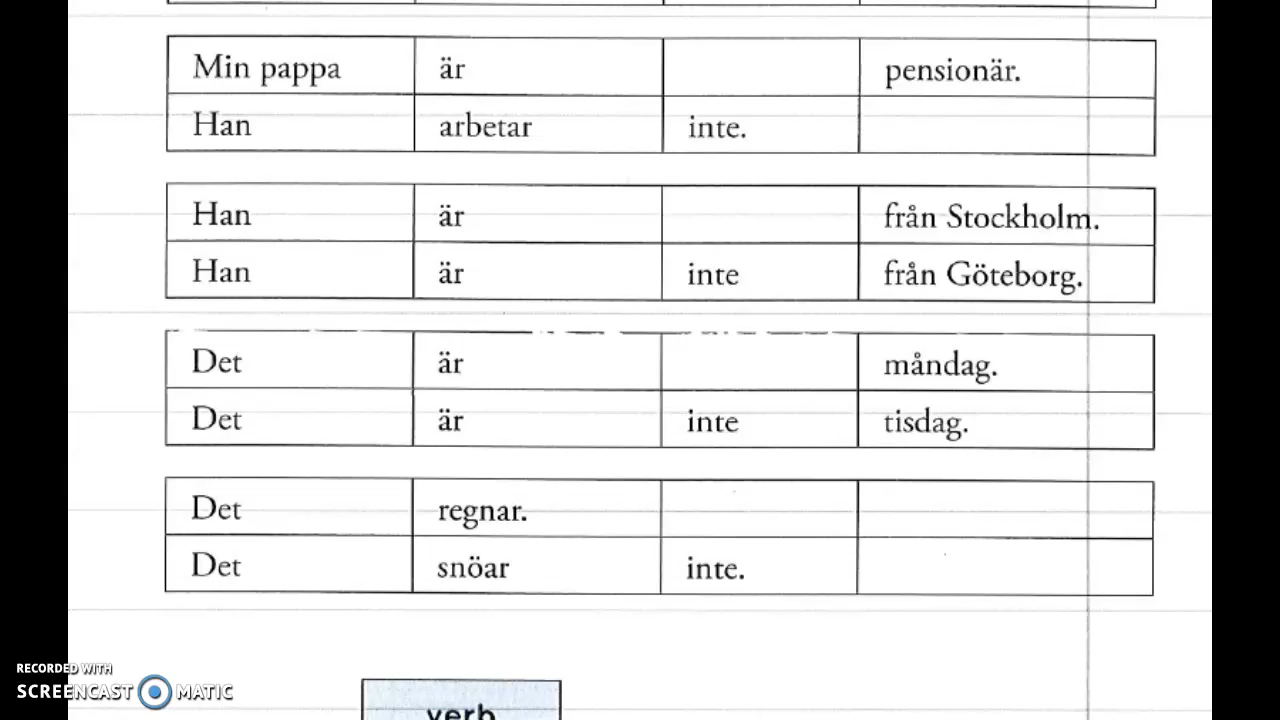 Min pappa är pensionär.
Han arbetar inte.
Han är från Stockholm.
Han är inte från Göteborg.
Det är måndag.
Det är inte tisdag.
Det regnar.
Det snöar inte.
RECORDED WITH
SCREENCAST MATIC
verb